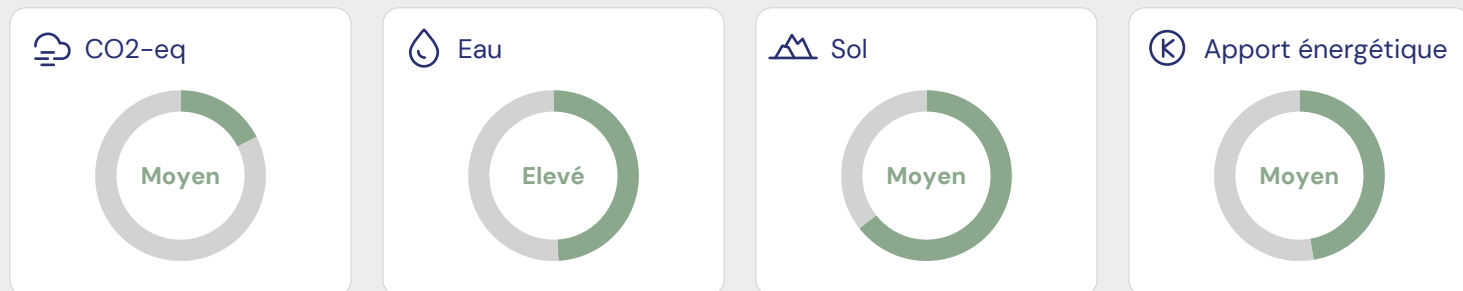 CO2-eq
Moyen
Eau
Elevé
Sol
Moyen
Apport énergétique
Moyen